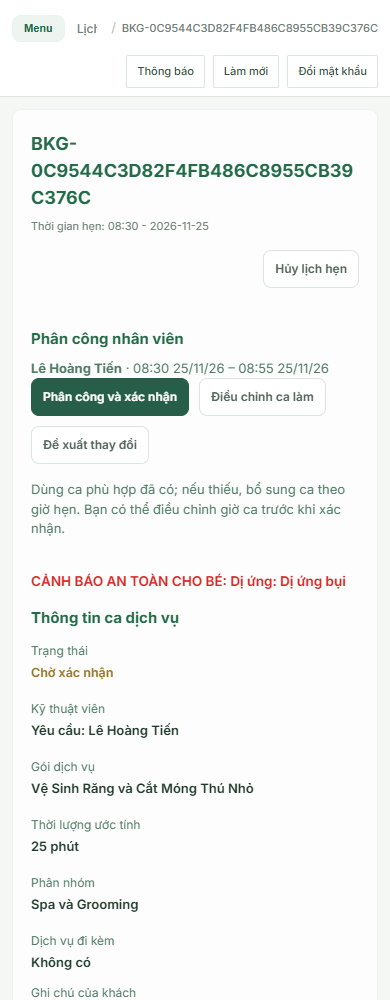 Menu
Lịch / BKG-0C9544C3D82F4FB486C8955CB39C376C
Thông báo Làm mới Đổi mật khẩu
BKG-
0C9544C3D82F4FB486C8955CB39
C376C
Thời gian hẹn: 08:30 - 2026-11-25
Hủy lịch hẹn
Phân công nhân viên
Lê Hoàng Tiến · 08:30 25/11/26 – 08:55 25/11/26
Phân công và xác nhận Điều chỉnh ca làm
Đề xuất thay đổi
Dùng ca phù hợp đã có; nếu thiếu, bổ sung ca theo
giờ hẹn. Bạn có thể điều chỉnh giờ ca trước khi xác
nhận.
CẢNH BÁO AN TOÀN CHO BÉ: Dị ứng: Dị ứng bụi
Thông tin ca dịch vụ
Trạng thái
Chờ xác nhận
Kỹ thuật viên
Yêu cầu: Lê Hoàng Tiến
Gói dịch vụ
Vệ Sinh Răng và Cắt Móng Thú Nhỏ
Thời lượng ước tính
25 phút
Phân nhóm
Spa và Grooming
Dịch vụ đi kèm
Không có
Ghi chú của khách